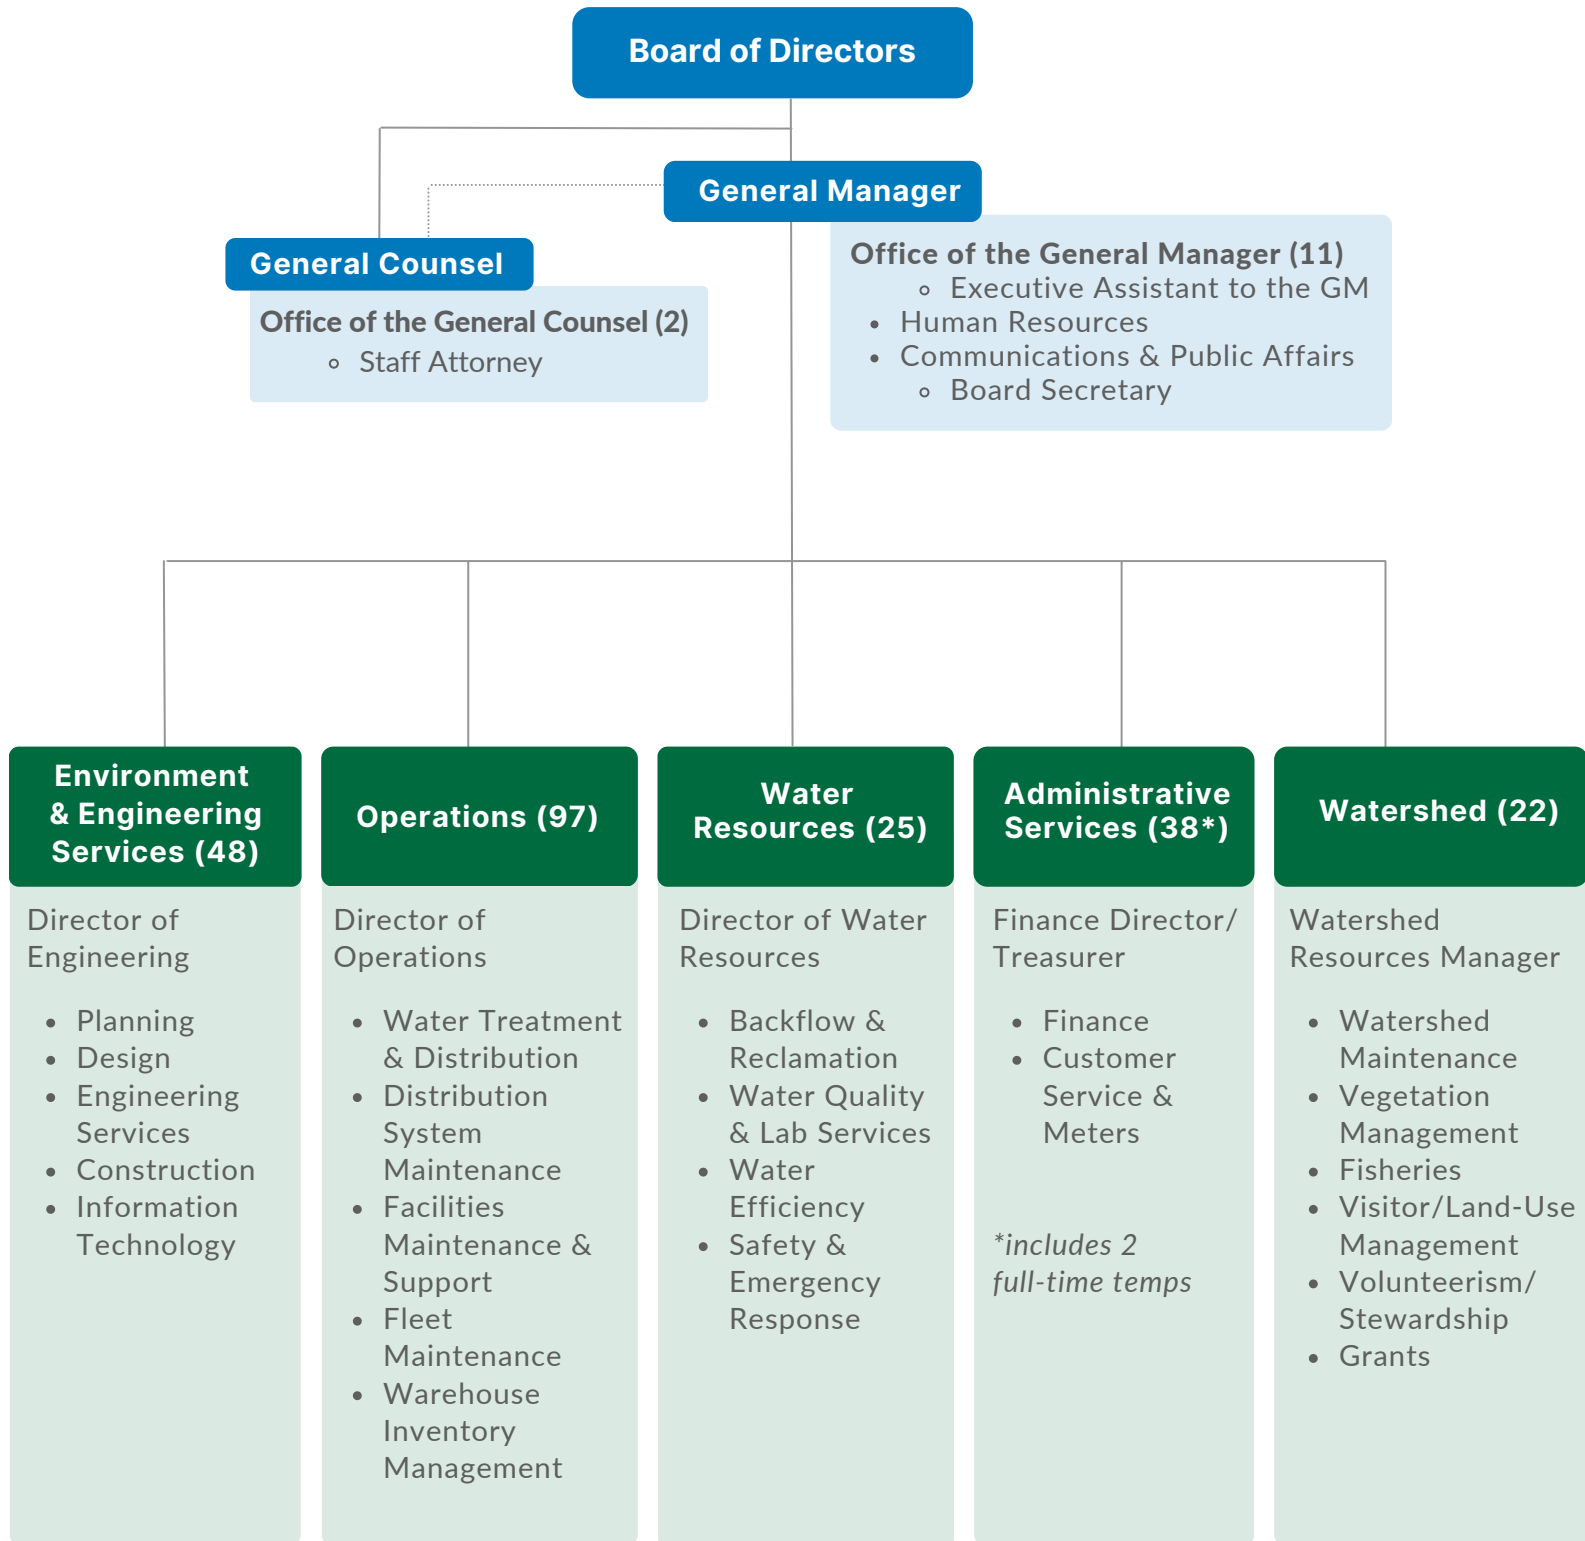 Board of Directors
General Manager
General Counsel
Office of the General Manager (11)
◦ Executive Assistant to the GM
• Human Resources
• Communications & Public Affairs
◦ Board Secretary
Office of the General Counsel (2)
◦ Staff Attorney
Environment
& Engineering
Services (48)
Director of
Engineering
• Planning
• Design
• Engineering
Services
• Construction
• Information
Technology
Operations (97)
Director of
Operations
• Water Treatment
& Distribution
• Distribution
System
Maintenance
• Facilities
Maintenance &
Support
• Fleet
Maintenance
• Warehouse
Inventory
Management
Water
Resources (25)
Director of Water
Resources
• Backflow &
Reclamation
• Water Quality
& Lab Services
• Water
Efficiency
• Safety &
Emergency
Response
Administrative
Services (38*)
Finance Director/
Treasurer
• Finance
• Customer
Service &
Meters
*includes 2
full-time temps
Watershed (22)
Watershed
Resources Manager
• Watershed
Maintenance
• Vegetation
Management
• Fisheries
• Visitor/Land-Use
Management
• Volunteerism/
Stewardship
• Grants